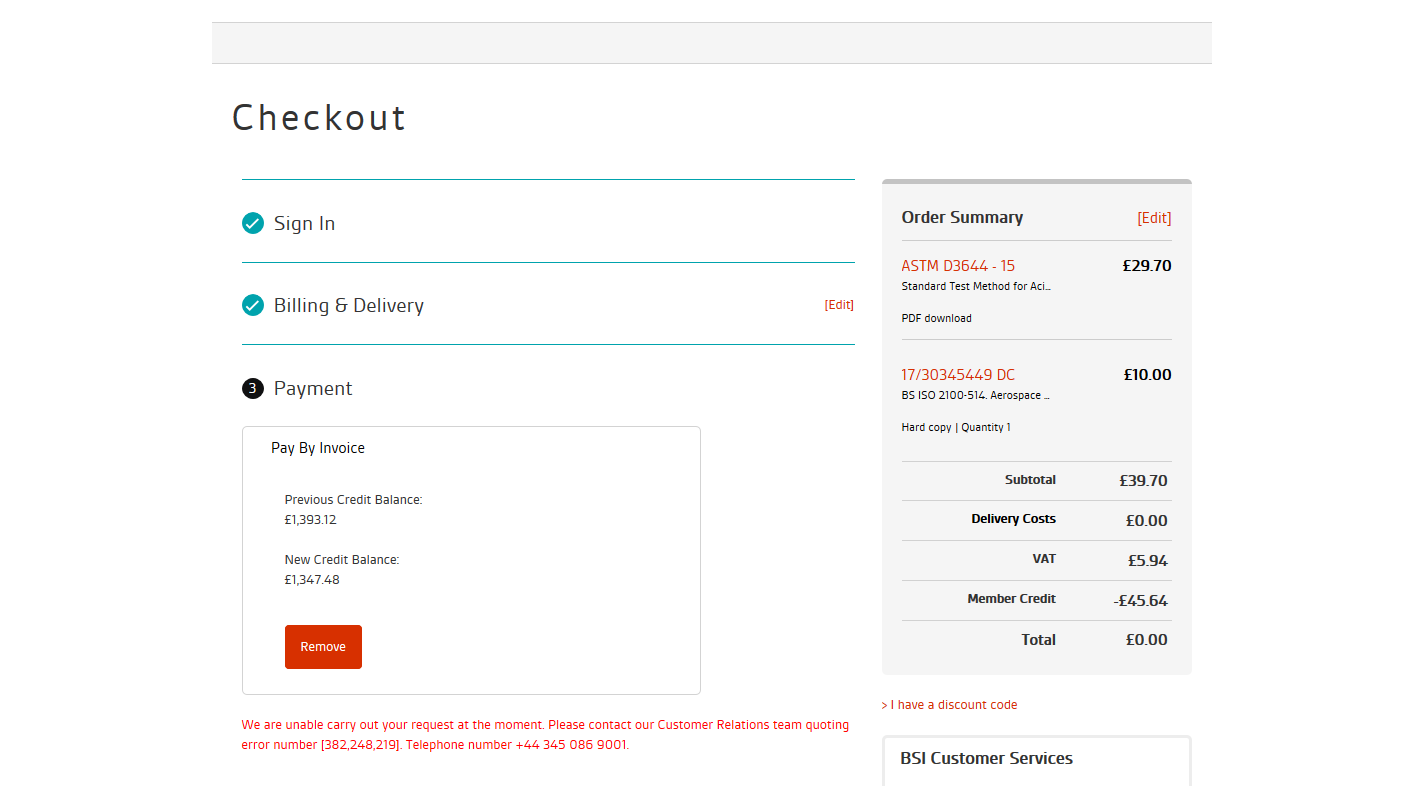 Checkout
Sign In
Billing & Delivery
[Edit]
3
Payment
Pay By Invoice
Previous Credit Balance:
£1,393.12
New Credit Balance:
£1,347.48
Remove
We are unable carry out your request at the moment. Please contact our Customer Relations team quoting
error number [382,248,219]. Telephone number +44 345 086 9001.
Order Summary
[Edit]
ASTM D3644 - 15
£29.70
Standard Test Method for Aci...
PDF download
17/30345449 DC
£10.00
BS ISO 2100-514. Aerospace ...
Hard copy | Quantity 1
Subtotal
£39.70
Delivery Costs
£0.00
VAT
£5.94
Member Credit
-£45.64
Total
£0.00
> I have a discount code
BSI Customer Services